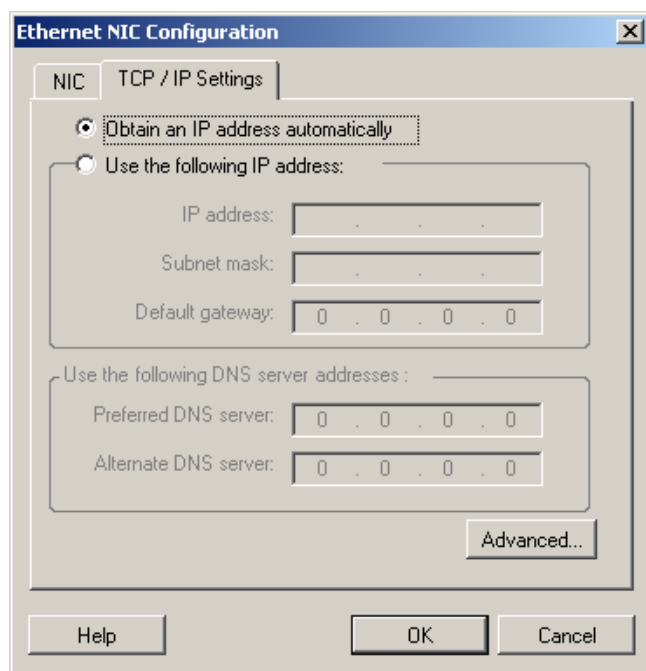 Ethernet NIC Configuration
NIC
TCP / IP Settings
Obtain an IP address automatically
Use the following IP address:
IP address: . . .
Subnet mask: . . .
Default gateway: 0 . 0 . 0 . 0
Use the following DNS server addresses :
Preferred DNS server: 0 . 0 . 0 . 0
Alternate DNS server: 0 . 0 . 0 . 0
Advanced...
Help
OK
Cancel